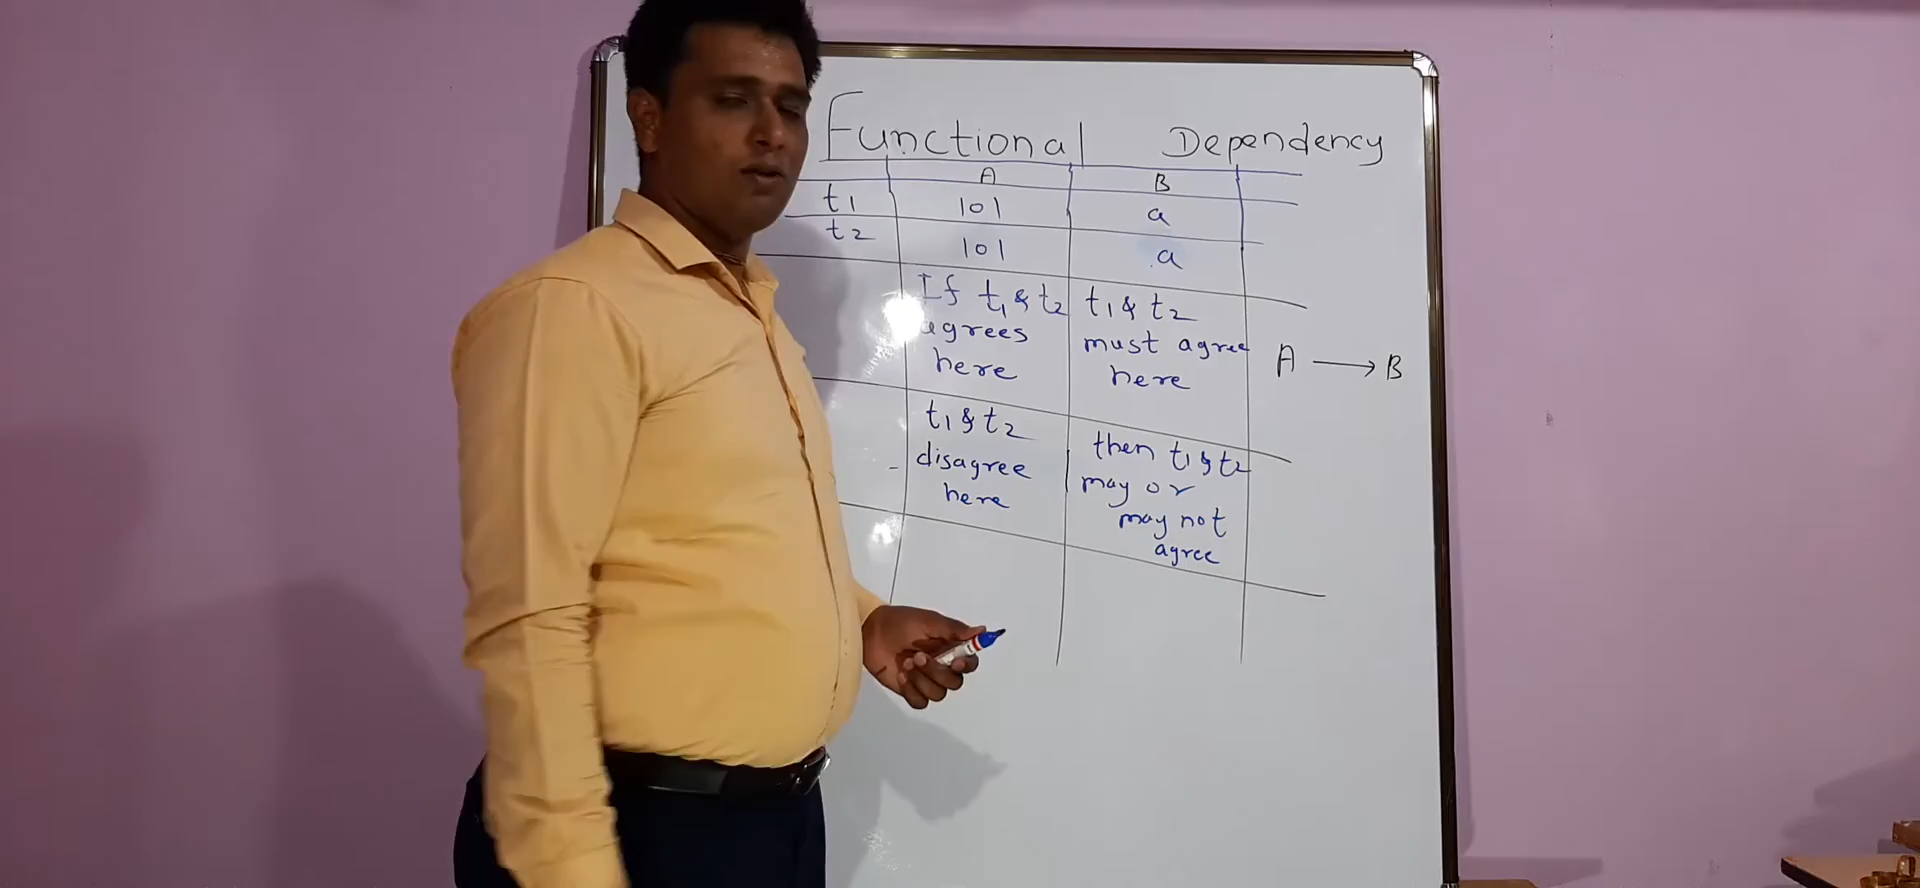 Functional Dependency
A B
t1 101 a
t2 101 a
If t1 & t2
agrees
here
t1 & t2
must agree
here
A → B
t1 & t2
disagree
here
then t1 & t2
may or
may not
agree